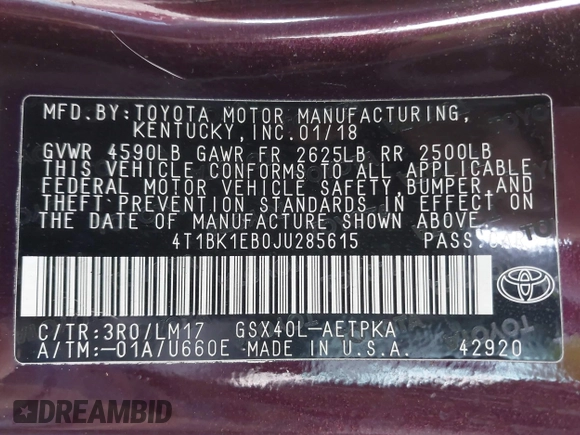 MFD.BY:TOYOTA MOTOR MANUFACTURING,
KENTUCKY,INC.01/18
GVWR 4590LB GAWR FR 2625LB RR 2500LB
THIS VEHICLE CONFORMS TO ALL APPLICABLE
FEDERAL MOTOR VEHICLE SAFETY,BUMPER,AND
THEFT PREVENTION STANDARDS IN EFFECT ON
THE DATE OF MANUFACTURE SHOWN ABOVE.
4T1BK1EB0JU285615 PASS.CAR
C/TR:3R0/LM17 GSX40L-AETPKA
A/TM:-01A/U660E MADE IN U.S.A. 42920
DREAMBID